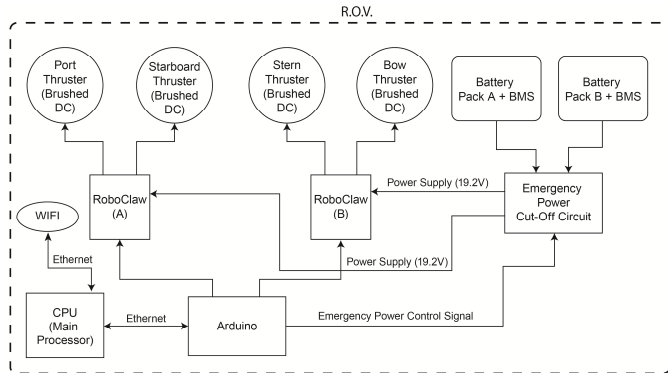 R.O.V.
Port
Thruster
(Brushed
DC)
Starboard
Thruster
(Brushed
DC)
Stern
Thruster
(Brushed
DC)
Bow
Thruster
(Brushed
DC)
Battery
Pack A + BMS
Battery
Pack B + BMS
RoboClaw
(A)
RoboClaw
(B)
Power Supply (19.2V)
Emergency
Power
Cut-Off Circuit
WIFI
Ethernet
Power Supply (19.2V)
CPU
(Main
Processor)
Ethernet
Arduino
Emergency Power Control Signal